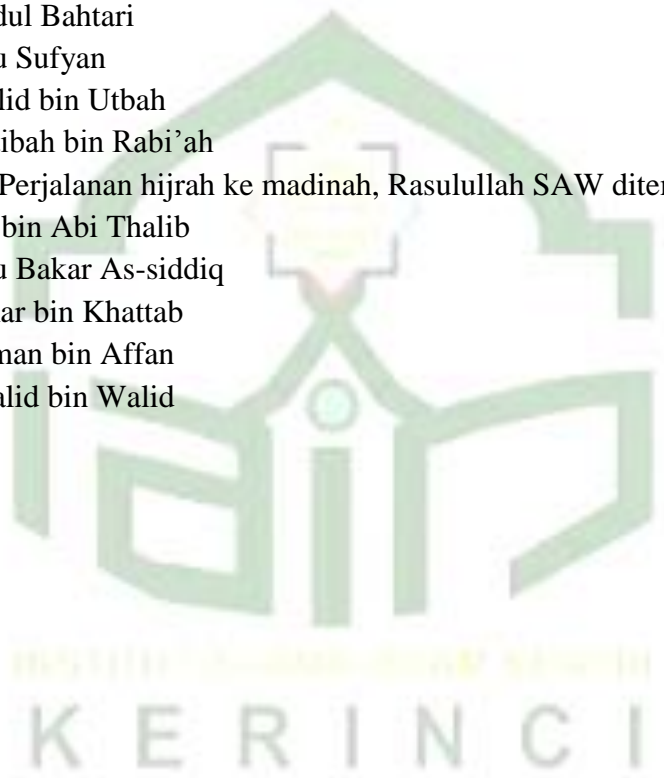 dul Bahtari
u Sufyan
lid bin Utbah
ibah bin Rabi’ah
Perjalanan hijrah ke madinah, Rasulullah SAW diter
bin Abi Thalib
u Bakar As-siddiq
ar bin Khattab
man bin Affan
alid bin Walid
KERINCI